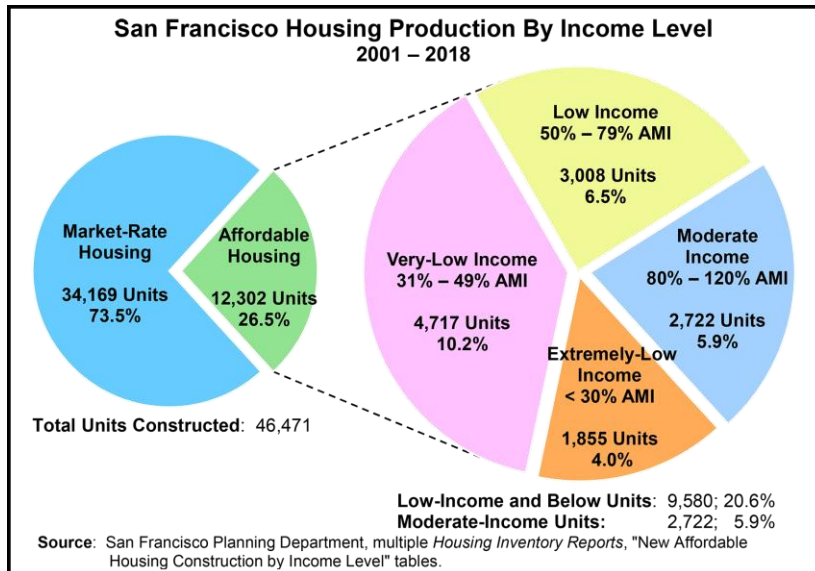 San Francisco Housing Production By Income Level
2001 – 2018
Market-Rate
Housing
34,169 Units
73.5%
Affordable
Housing
12,302 Units
26.5%
Total Units Constructed: 46,471
Low Income
50% – 79% AMI
3,008 Units
6.5%
Very-Low Income
31% – 49% AMI
4,717 Units
10.2%
Moderate
Income
80% – 120% AMI
2,722 Units
5.9%
Extremely-Low
Income
< 30% AMI
1,855 Units
4.0%
Low-Income and Below Units: 9,580; 20.6%
Moderate-Income Units: 2,722; 5.9%
Source: San Francisco Planning Department, multiple Housing Inventory Reports, "New Affordable
Housing Construction by Income Level" tables.